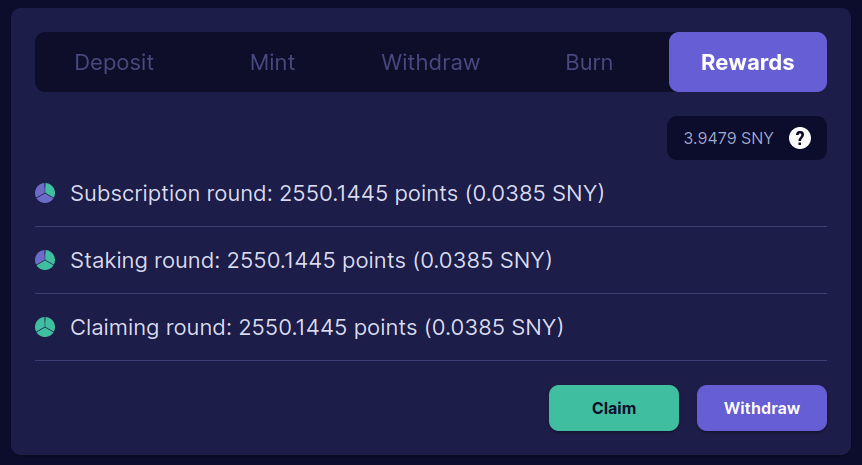 Deposit Mint Withdraw Burn Rewards
3.9479 SNY ?
Subscription round: 2550.1445 points (0.0385 SNY)
Staking round: 2550.1445 points (0.0385 SNY)
Claiming round: 2550.1445 points (0.0385 SNY)
Claim Withdraw